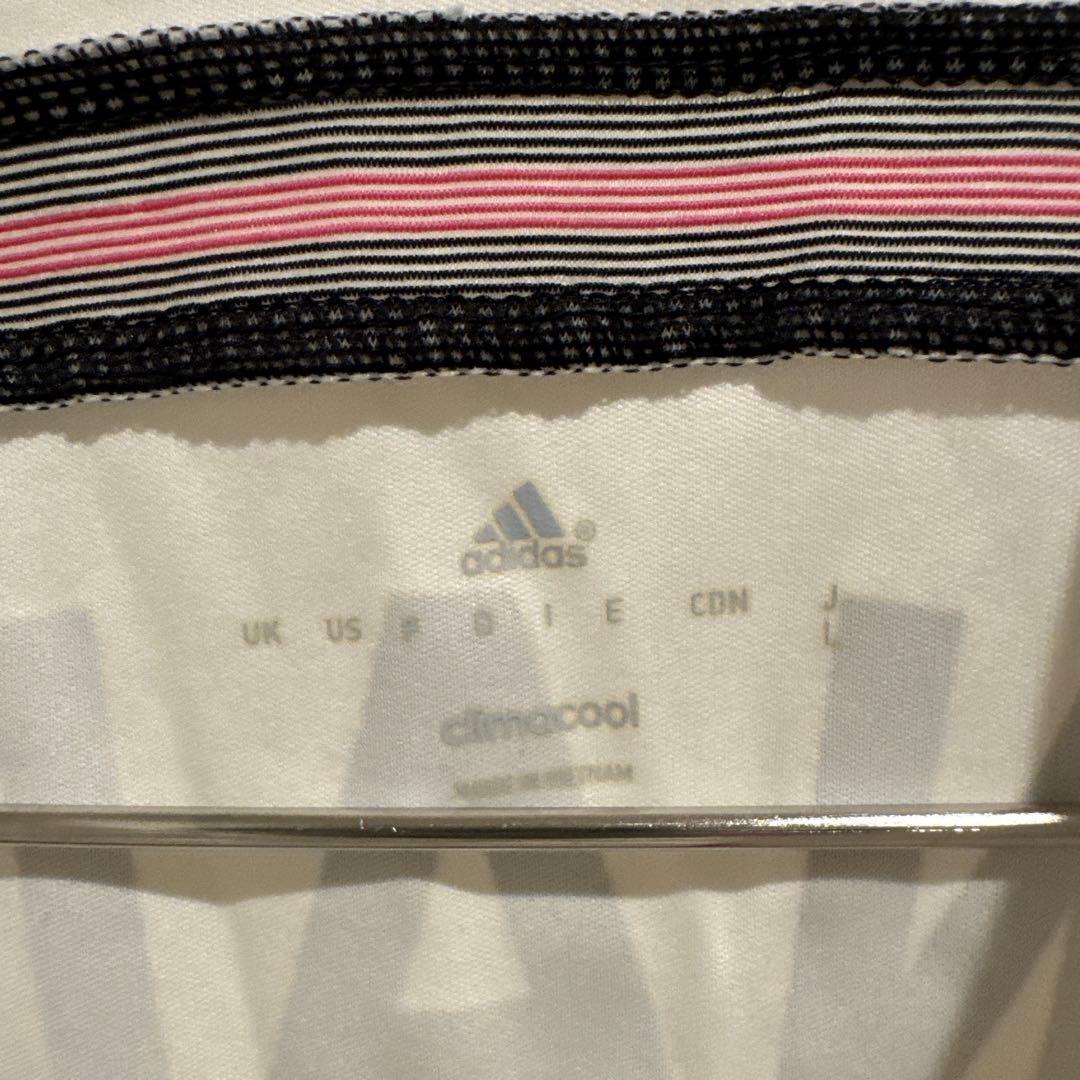 adidas®
UK US F D I E CDN J
L
climacool
MADE IN VIETNAM